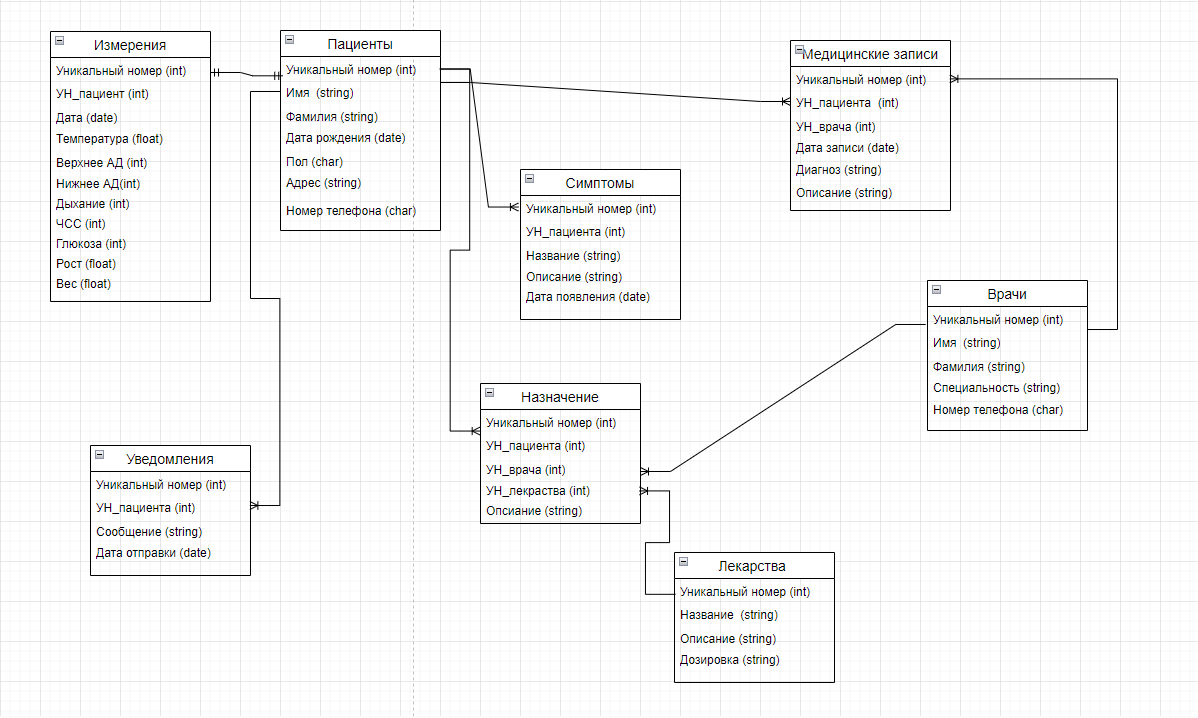 Измерения
Уникальный номер (int)
УН_пациент (int)
Дата (date)
Температура (float)
Верхнее АД (int)
Нижнее АД(int)
Дыхание (int)
ЧСС (int)
Глюкоза (int)
Рост (float)
Вес (float)
Пациенты
Уникальный номер (int)
Имя (string)
Фамилия (string)
Дата рождения (date)
Пол (char)
Адрес (string)
Номер телефона (char)
Медицинские записи
Уникальный номер (int)
УН_пациента (int)
УН_врача (int)
Дата записи (date)
Диагноз (string)
Описание (string)
Симптомы
Уникальный номер (int)
УН_пациента (int)
Название (string)
Описание (string)
Дата появления (date)
Врачи
Уникальный номер (int)
Имя (string)
Фамилия (string)
Специальность (string)
Номер телефона (char)
Назначение
Уникальный номер (int)
УН_пациента (int)
УН_врача (int)
УН_лекраства (int)
Опсиание (string)
Уведомления
Уникальный номер (int)
УН_пациента (int)
Сообщение (string)
Дата отправки (date)
Лекарства
Уникальный номер (int)
Название (string)
Описание (string)
Дозировка (string)